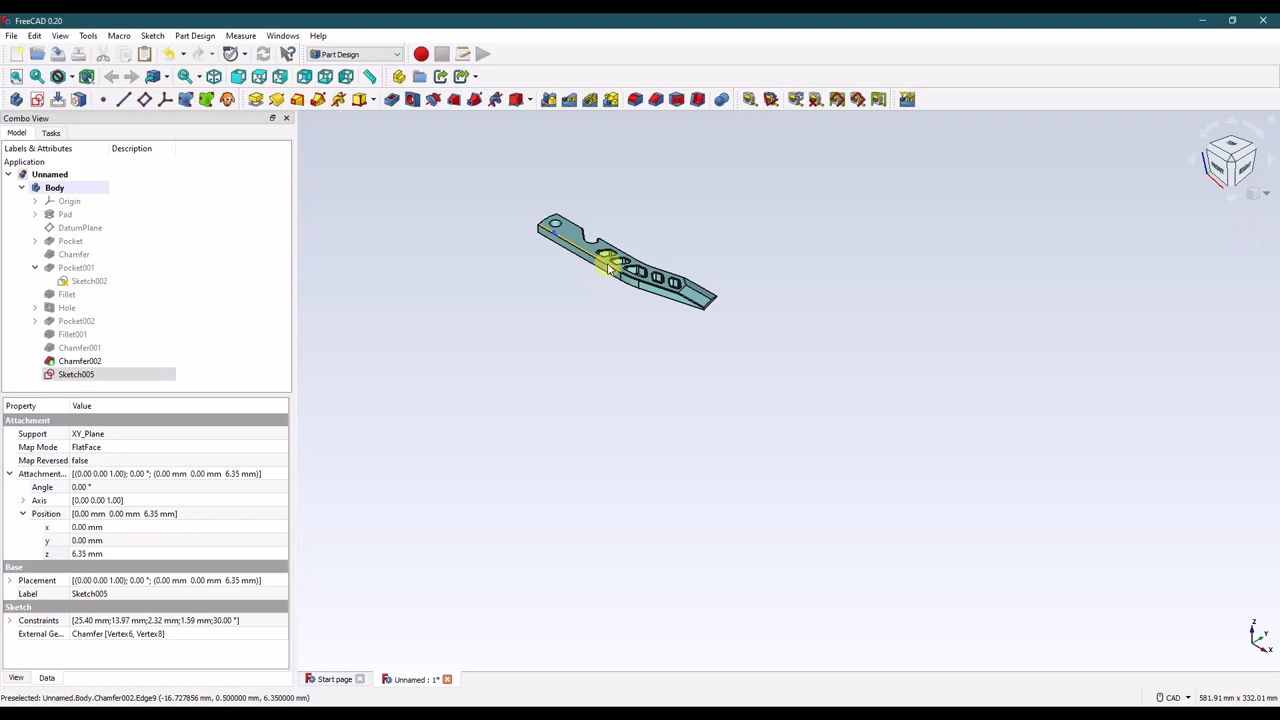 FreeCAD 0.20
File Edit View Tools Macro Sketch Part Design Measure Windows Help
Part Design
Combo View
Model Tasks
Labels & Attributes Description
Application
Unnamed
Body
Origin
Pad
DatumPlane
Pocket
Chamfer
Pocket001
Sketch002
Fillet
Hole
Pocket002
Fillet001
Chamfer001
Chamfer002
Sketch005
Property Value
Attachment
Support XY_Plane
Map Mode FlatFace
Map Reversed false
Attachment... [(0.00 0.00 1.00); 0.00 °; (0.00 mm 0.00 mm 6.35 mm)]
Angle 0.00 °
Axis [0.00 0.00 1.00]
Position [0.00 mm 0.00 mm 6.35 mm]
x 0.00 mm
y 0.00 mm
z 6.35 mm
Base
Placement [(0.00 0.00 1.00); 0.00 °; (0.00 mm 0.00 mm 6.35 mm)]
Label Sketch005
Sketch
Constraints [25.40 mm;13.97 mm;2.32 mm;1.59 mm;30.00 °]
External Ge... Chamfer [Vertex6, Vertex8]
Z
Y
X
View Data
Start page Unnamed : 1*
Preselected: Unnamed.Body.Chamfer002.Edge9 (-16.727856 mm, 0.500000 mm, 6.350000 mm)
CAD 581.91 mm x 332.01 mm